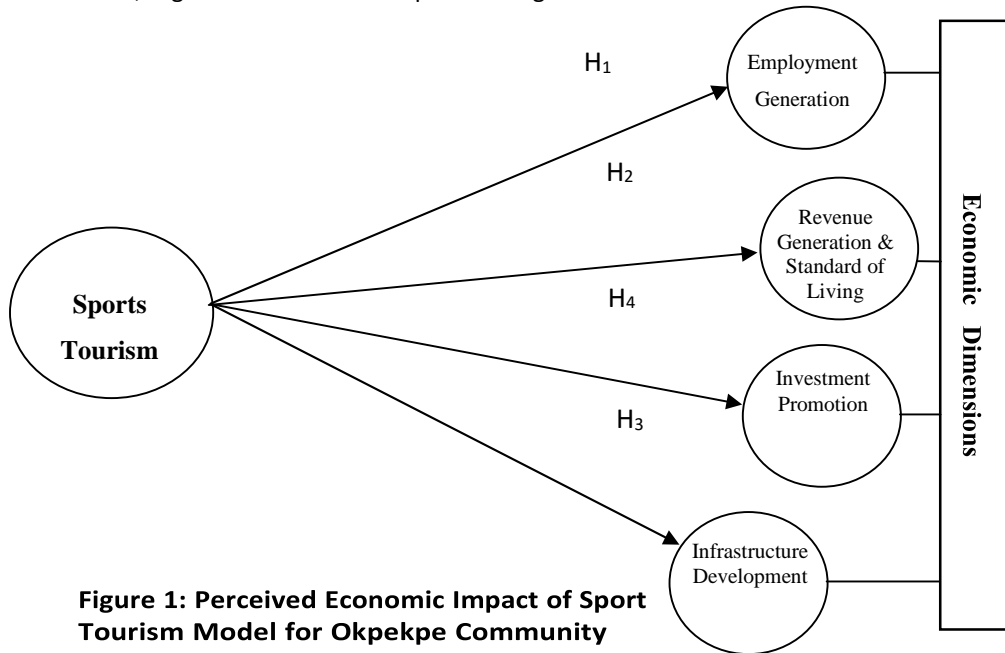 H₁
Employment
Generation
H₂
Revenue
Generation &
Standard of
Living
Sports
Tourism
H₄
Investment
Promotion
H₃
Infrastructure
Development
Economic Dimensions
Figure 1: Perceived Economic Impact of Sport
Tourism Model for Okpekpe Community